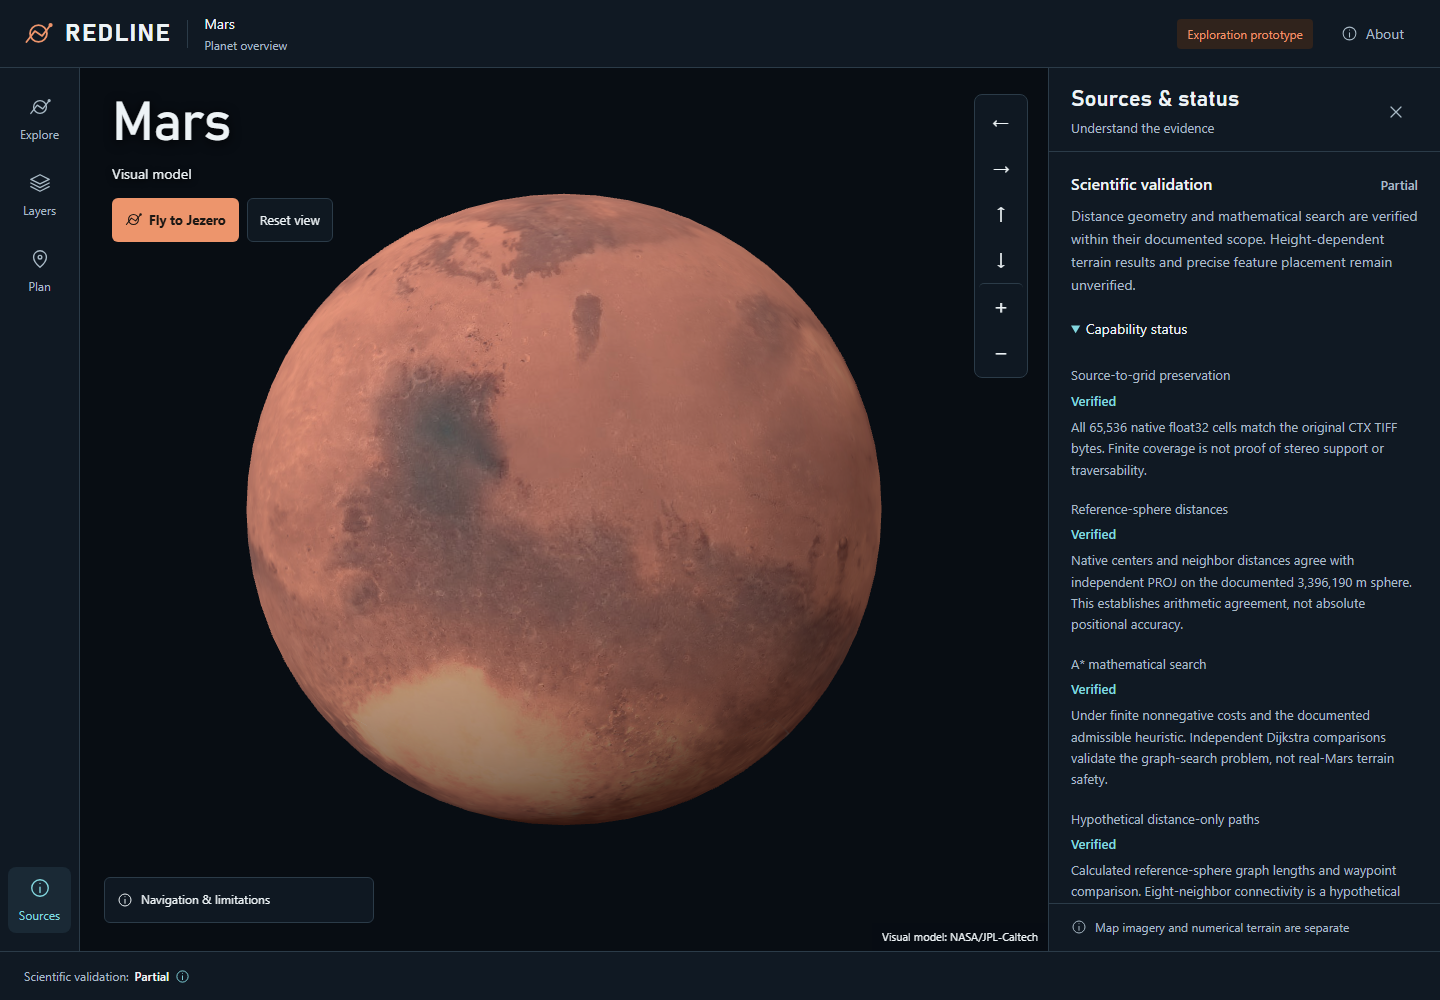 REDLINE
Mars
Planet overview
Exploration prototype
About
Explore
Layers
Plan
Sources
Mars
Visual model
Fly to Jezero
Reset view
←
→
↑
↓
+
−
Navigation & limitations
Visual model: NASA/JPL-Caltech
Sources & status
Understand the evidence
Scientific validation
Partial
Distance geometry and mathematical search are verified
within their documented scope. Height-dependent
terrain results and precise feature placement remain
unverified.
Capability status
Source-to-grid preservation
Verified
All 65,536 native float32 cells match the original CTX TIFF
bytes. Finite coverage is not proof of stereo support or
traversability.
Reference-sphere distances
Verified
Native centers and neighbor distances agree with
independent PROJ on the documented 3,396,190 m sphere.
This establishes arithmetic agreement, not absolute
positional accuracy.
A* mathematical search
Verified
Under finite nonnegative costs and the documented
admissible heuristic. Independent Dijkstra comparisons
validate the graph-search problem, not real-Mars terrain
safety.
Hypothetical distance-only paths
Verified
Calculated reference-sphere graph lengths and waypoint
comparison. Eight-neighbor connectivity is a hypothetical
Map imagery and numerical terrain are separate
Scientific validation: Partial